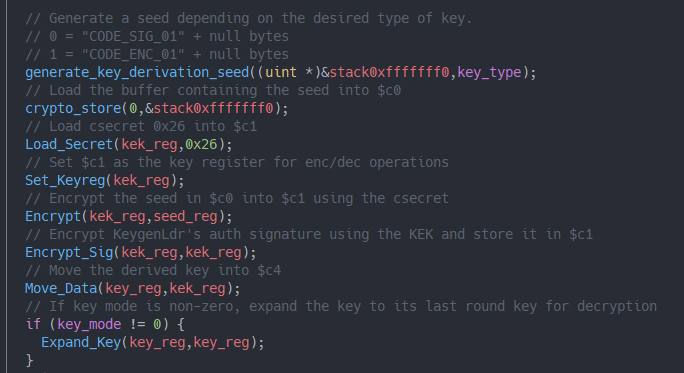 // Generate a seed depending on the desired type of key.
// 0 = "CODE_SIG_01" + null bytes
// 1 = "CODE_ENC_01" + null bytes
generate_key_derivation_seed((uint *)&stack0xfffffff0,key_type);
// Load the buffer containing the seed into $c0
crypto_store(0,&stack0xfffffff0);
// Load csecret 0x26 into $c1
Load_Secret(kek_reg,0x26);
// Set $c1 as the key register for enc/dec operations
Set_Keyreg(kek_reg);
// Encrypt the seed in $c0 into $c1 using the csecret
Encrypt(kek_reg,seed_reg);
// Encrypt KeygenLdr's auth signature using the KEK and store it in $c1
Encrypt_Sig(kek_reg,kek_reg);
// Move the derived key into $c4
Move_Data(key_reg,kek_reg);
// If key mode is non-zero, expand the key to its last round key for decryption
if (key_mode != 0) {
  Expand_Key(key_reg,key_reg);
}